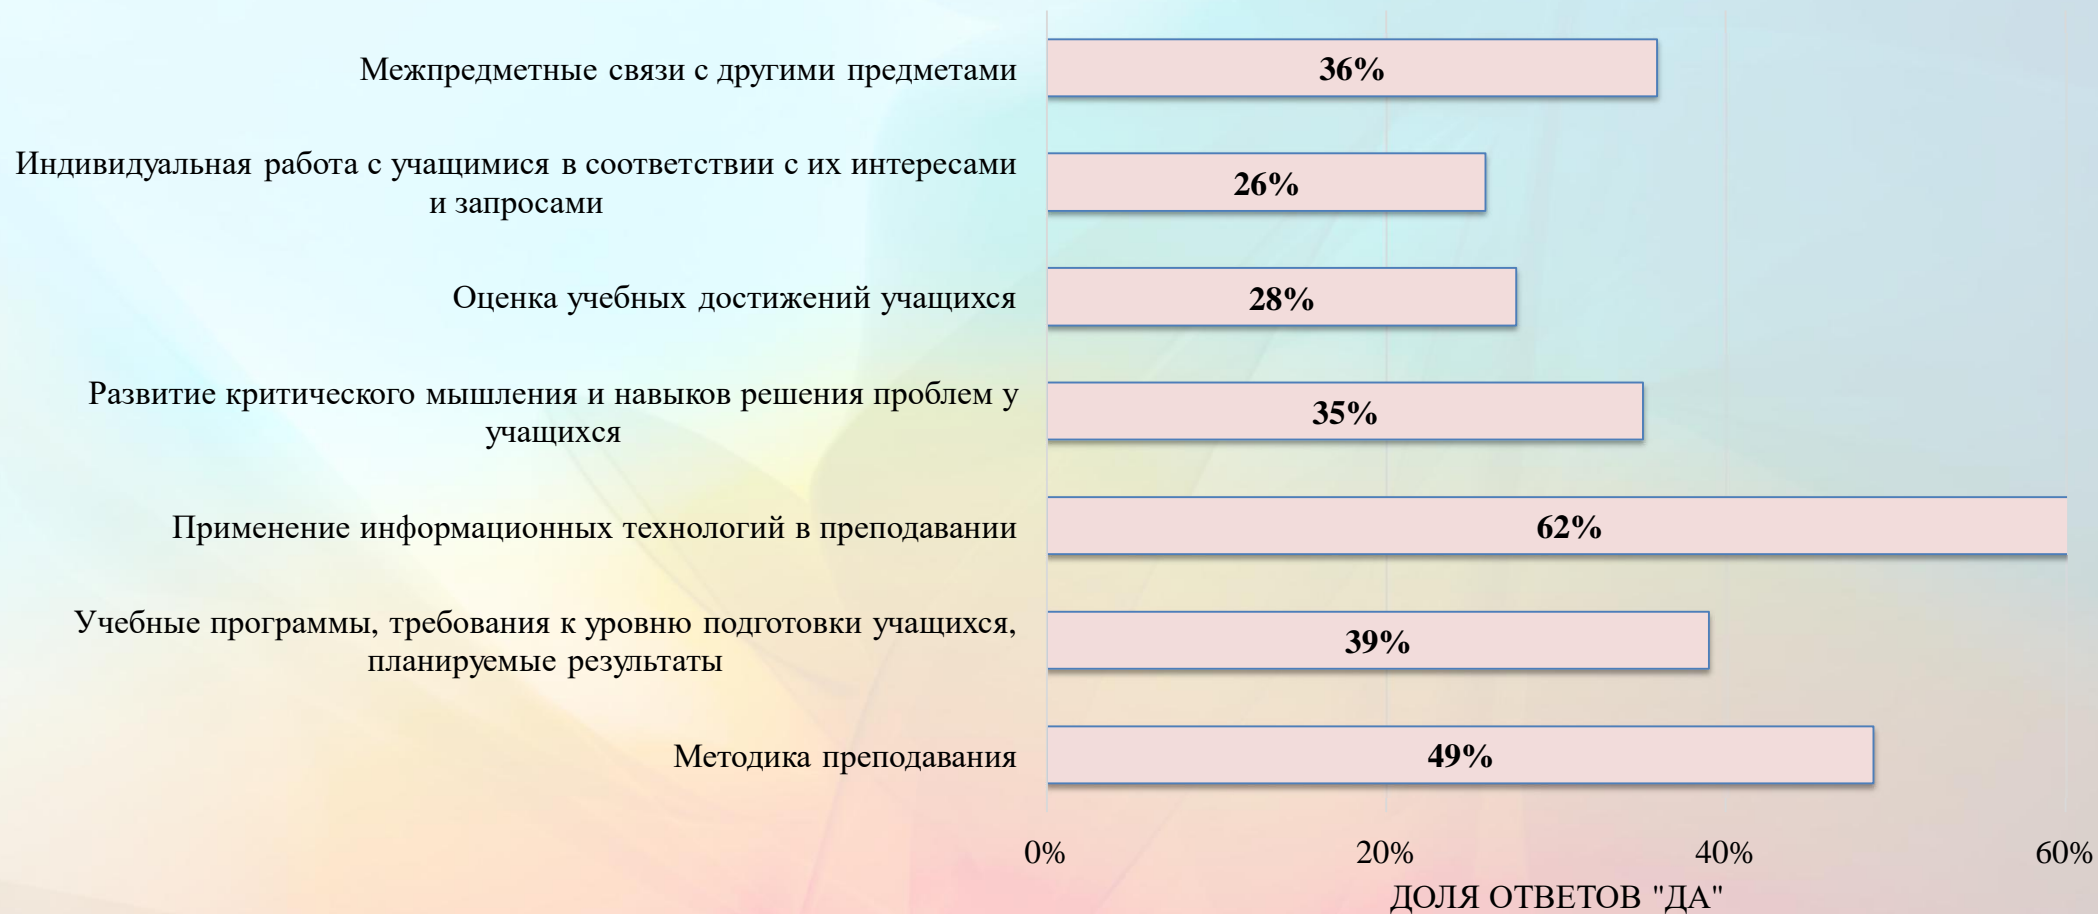 Межпредметные связи с другими предметами
36%
Индивидуальная работа с учащимися в соответствии с их интересами
и запросами
26%
Оценка учебных достижений учащихся
28%
Развитие критического мышления и навыков решения проблем у
учащихся
35%
Применение информационных технологий в преподавании
62%
Учебные программы, требования к уровню подготовки учащихся,
планируемые результаты
39%
Методика преподавания
49%
0% 20% 40% 60%
ДОЛЯ ОТВЕТОВ "ДА"